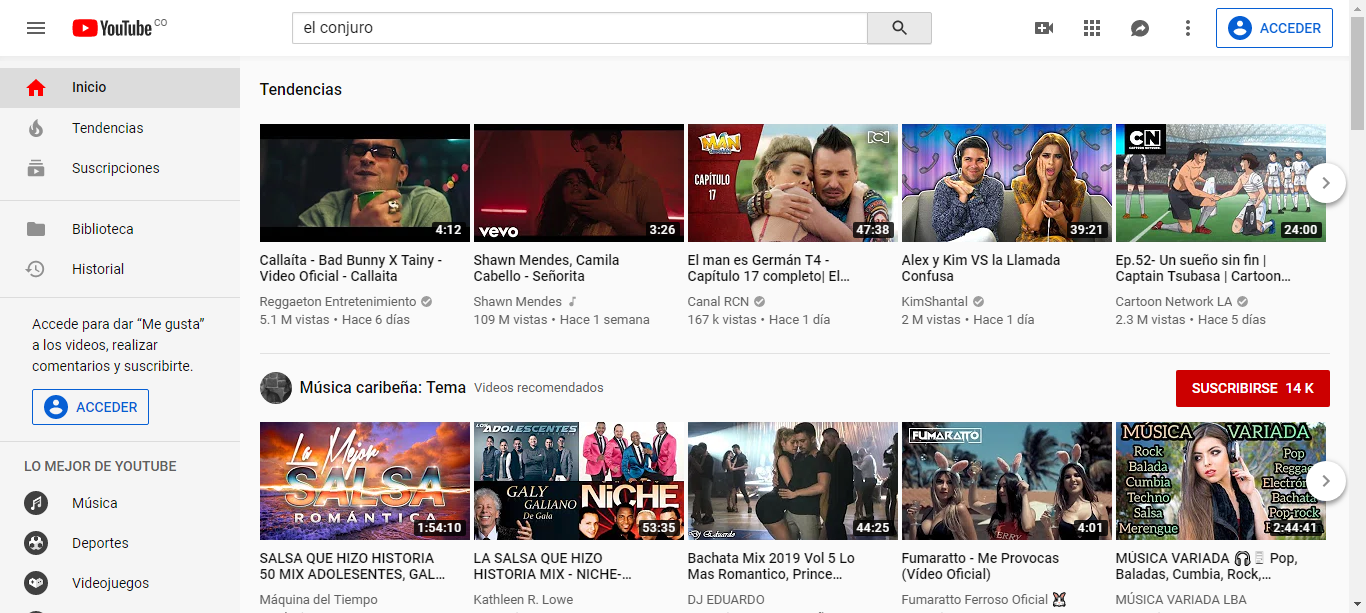 YouTube CO
el conjuro
ACCEDER
Inicio
Tendencias
Suscripciones
Biblioteca
Historial
Accede para dar “Me gusta”
a los videos, realizar
comentarios y suscribirte.
ACCEDER
LO MEJOR DE YOUTUBE
Música
Deportes
Videojuegos
Tendencias
4:12
vevo
3:26
CAPÍTULO
17
47:38
39:21
CN
CARTOON NETWORK
24:00
Callaíta - Bad Bunny X Tainy -
Video Oficial - Callaita
Reggaeton Entretenimiento
5.1 M vistas • Hace 6 días
Shawn Mendes, Camila
Cabello - Señorita
Shawn Mendes
109 M vistas • Hace 1 semana
El man es Germán T4 -
Capítulo 17 completo| El...
Canal RCN
167 k vistas • Hace 1 día
Alex y Kim VS la Llamada
Confusa
KimShantal
2 M vistas • Hace 1 día
Ep.52- Un sueño sin fin |
Captain Tsubasa | Cartoon...
Cartoon Network LA
2.3 M vistas • Hace 5 días
Música caribeña: Tema
Videos recomendados
SUSCRIBIRSE 14 K
La Mejor
SALSA
ROMÁNTICA
1:54:10
LOS ADOLESCENTES
GALY
GALIANO
De Gala
NICHE
53:35
Dj Eduardo
44:25
FUMARATTO
4:01
MÚSICA VARIADA
Rock
Balada
Cumbia
Techno
Salsa
Merengue
Pop
Reggae
Electrón
Bachata
Pop-rock
2:44:41
SALSA QUE HIZO HISTORIA
50 MIX ADOLESENTES, GAL...
Máquina del Tiempo
LA SALSA QUE HIZO
HISTORIA MIX - NICHE-...
Kathleen R. Lowe
Bachata Mix 2019 Vol 5 Lo
Mas Romantico, Prince...
DJ EDUARDO
Fumaratto - Me Provocas
(Vídeo Oficial)
Fumaratto Ferroso Oficial
MÚSICA VARIADA 🎧 Pop,
Baladas, Cumbia, Rock,...
MÚSICA VARIADA LBA